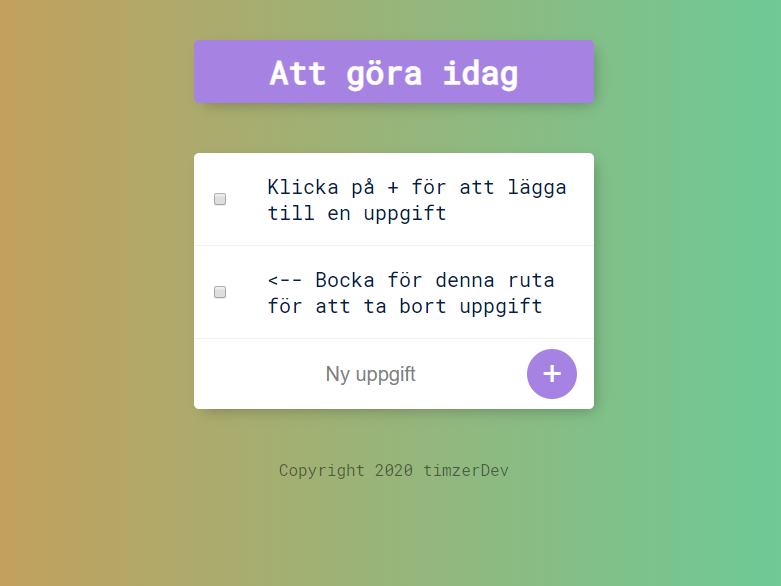 Att göra idag
Klicka på + för att lägga
till en uppgift
<-- Bocka för denna ruta
för att ta bort uppgift
Ny uppgift
+
Copyright 2020 timzerDev